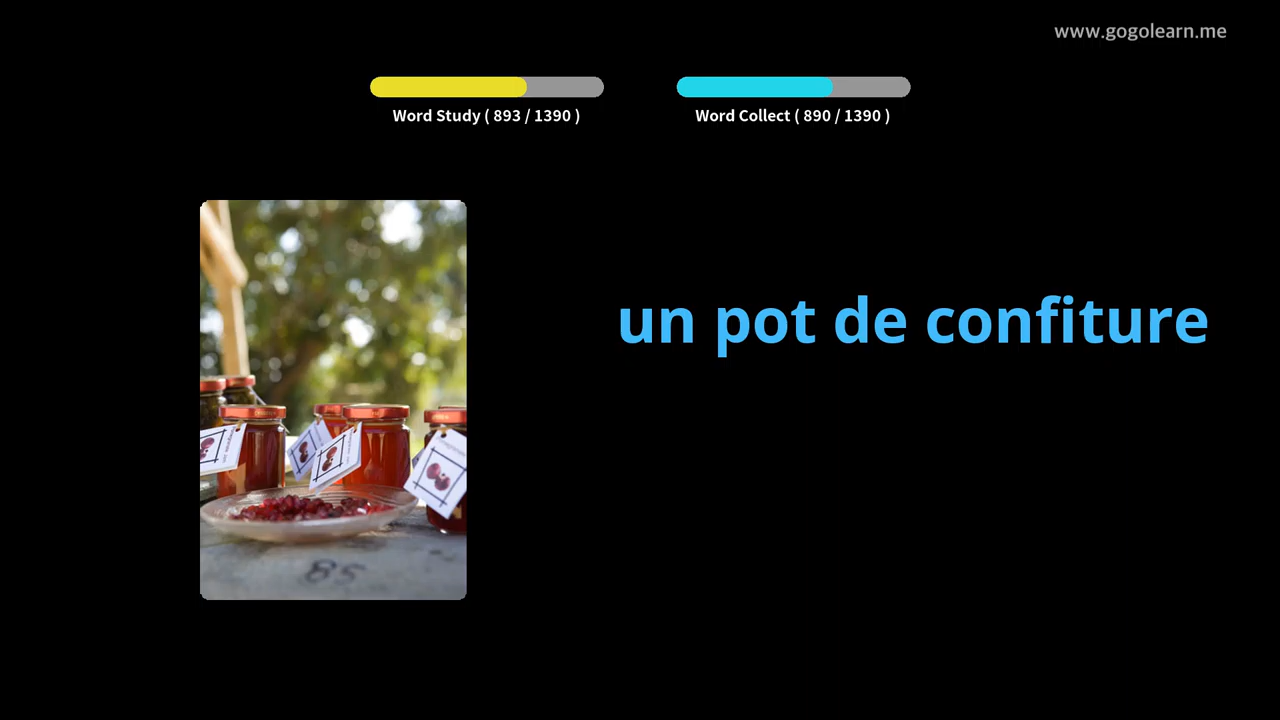 www.gogolearn.me
Word Study ( 893 / 1390 )
Word Collect ( 890 / 1390 )
un pot de confiture
85